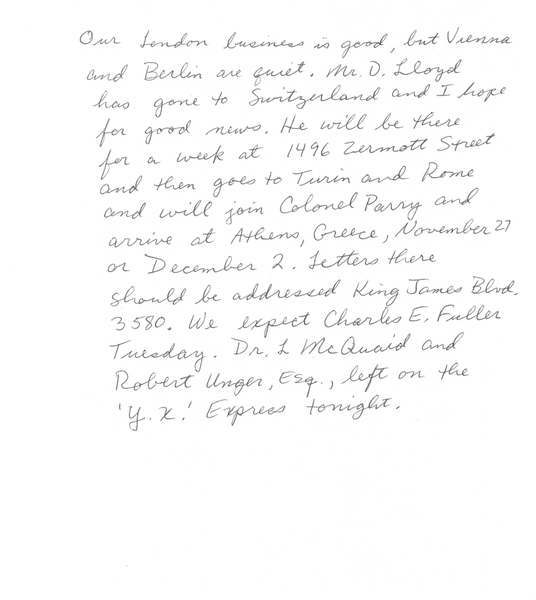 Our London business is good, but Vienna
and Berlin are quiet. Mr. D. Lloyd
has gone to Switzerland and I hope
for good news. He will be there
for a week at 1496 Zermott Street
and then goes to Turin and Rome
and will join Colonel Parry and
arrive at Athens, Greece, November 27
or December 2. Letters there
should be addressed King James Blvd.
3580. We expect Charles E. Fuller
Tuesday. Dr. L McQuaid and
Robert Unger, Esq., left on the
'Y. X.' Express tonight.